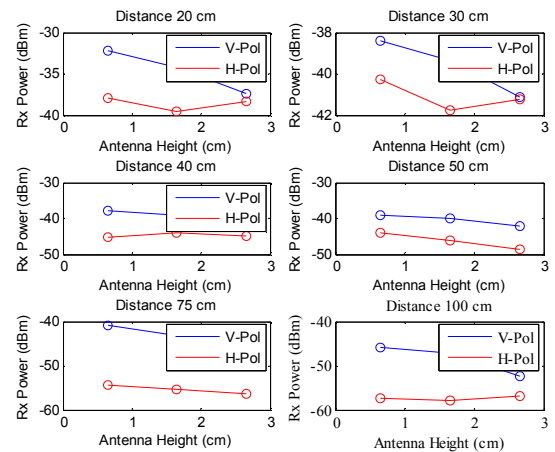 Distance 20 cm
-30
-35
-40
Rx Power (dBm)
V-Pol
H-Pol
0
1
2
3
Antenna Height (cm)
Distance 30 cm
-38
-40
-42
Rx Power (dBm)
V-Pol
H-Pol
0
1
2
3
Antenna Height (cm)
Distance 40 cm
-30
-40
-50
Rx Power (dBm)
V-Pol
H-Pol
0
1
2
3
Antenna Height (cm)
Distance 50 cm
-30
-40
-50
Rx Power (dBm)
V-Pol
H-Pol
0
1
2
3
Antenna Height (cm)
Distance 75 cm
-40
-50
-60
Rx Power (dBm)
V-Pol
H-Pol
0
1
2
3
Antenna Height (cm)
Distance 100 cm
-40
-50
-60
Rx Power (dBm)
V-Pol
H-Pol
0
1
2
3
Antenna Height (cm)